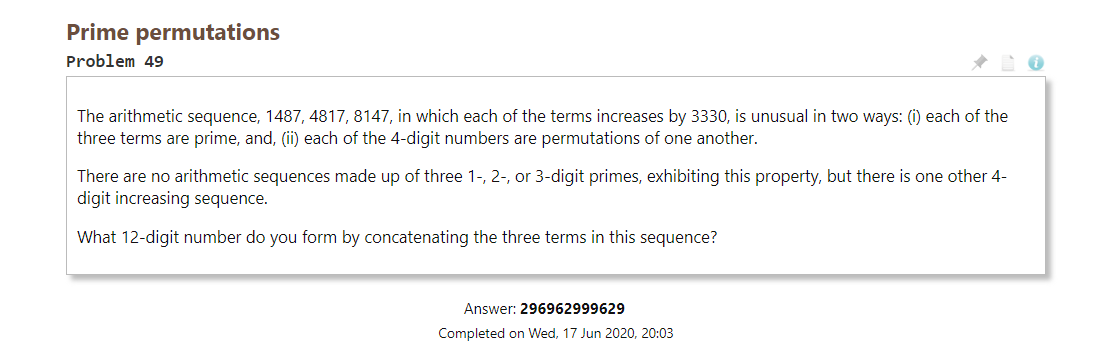 Prime permutations
Problem 49
The arithmetic sequence, 1487, 4817, 8147, in which each of the terms increases by 3330, is unusual in two ways: (i) each of the
three terms are prime, and, (ii) each of the 4-digit numbers are permutations of one another.
There are no arithmetic sequences made up of three 1-, 2-, or 3-digit primes, exhibiting this property, but there is one other 4-
digit increasing sequence.
What 12-digit number do you form by concatenating the three terms in this sequence?
Answer: 296962999629
Completed on Wed, 17 Jun 2020, 20:03